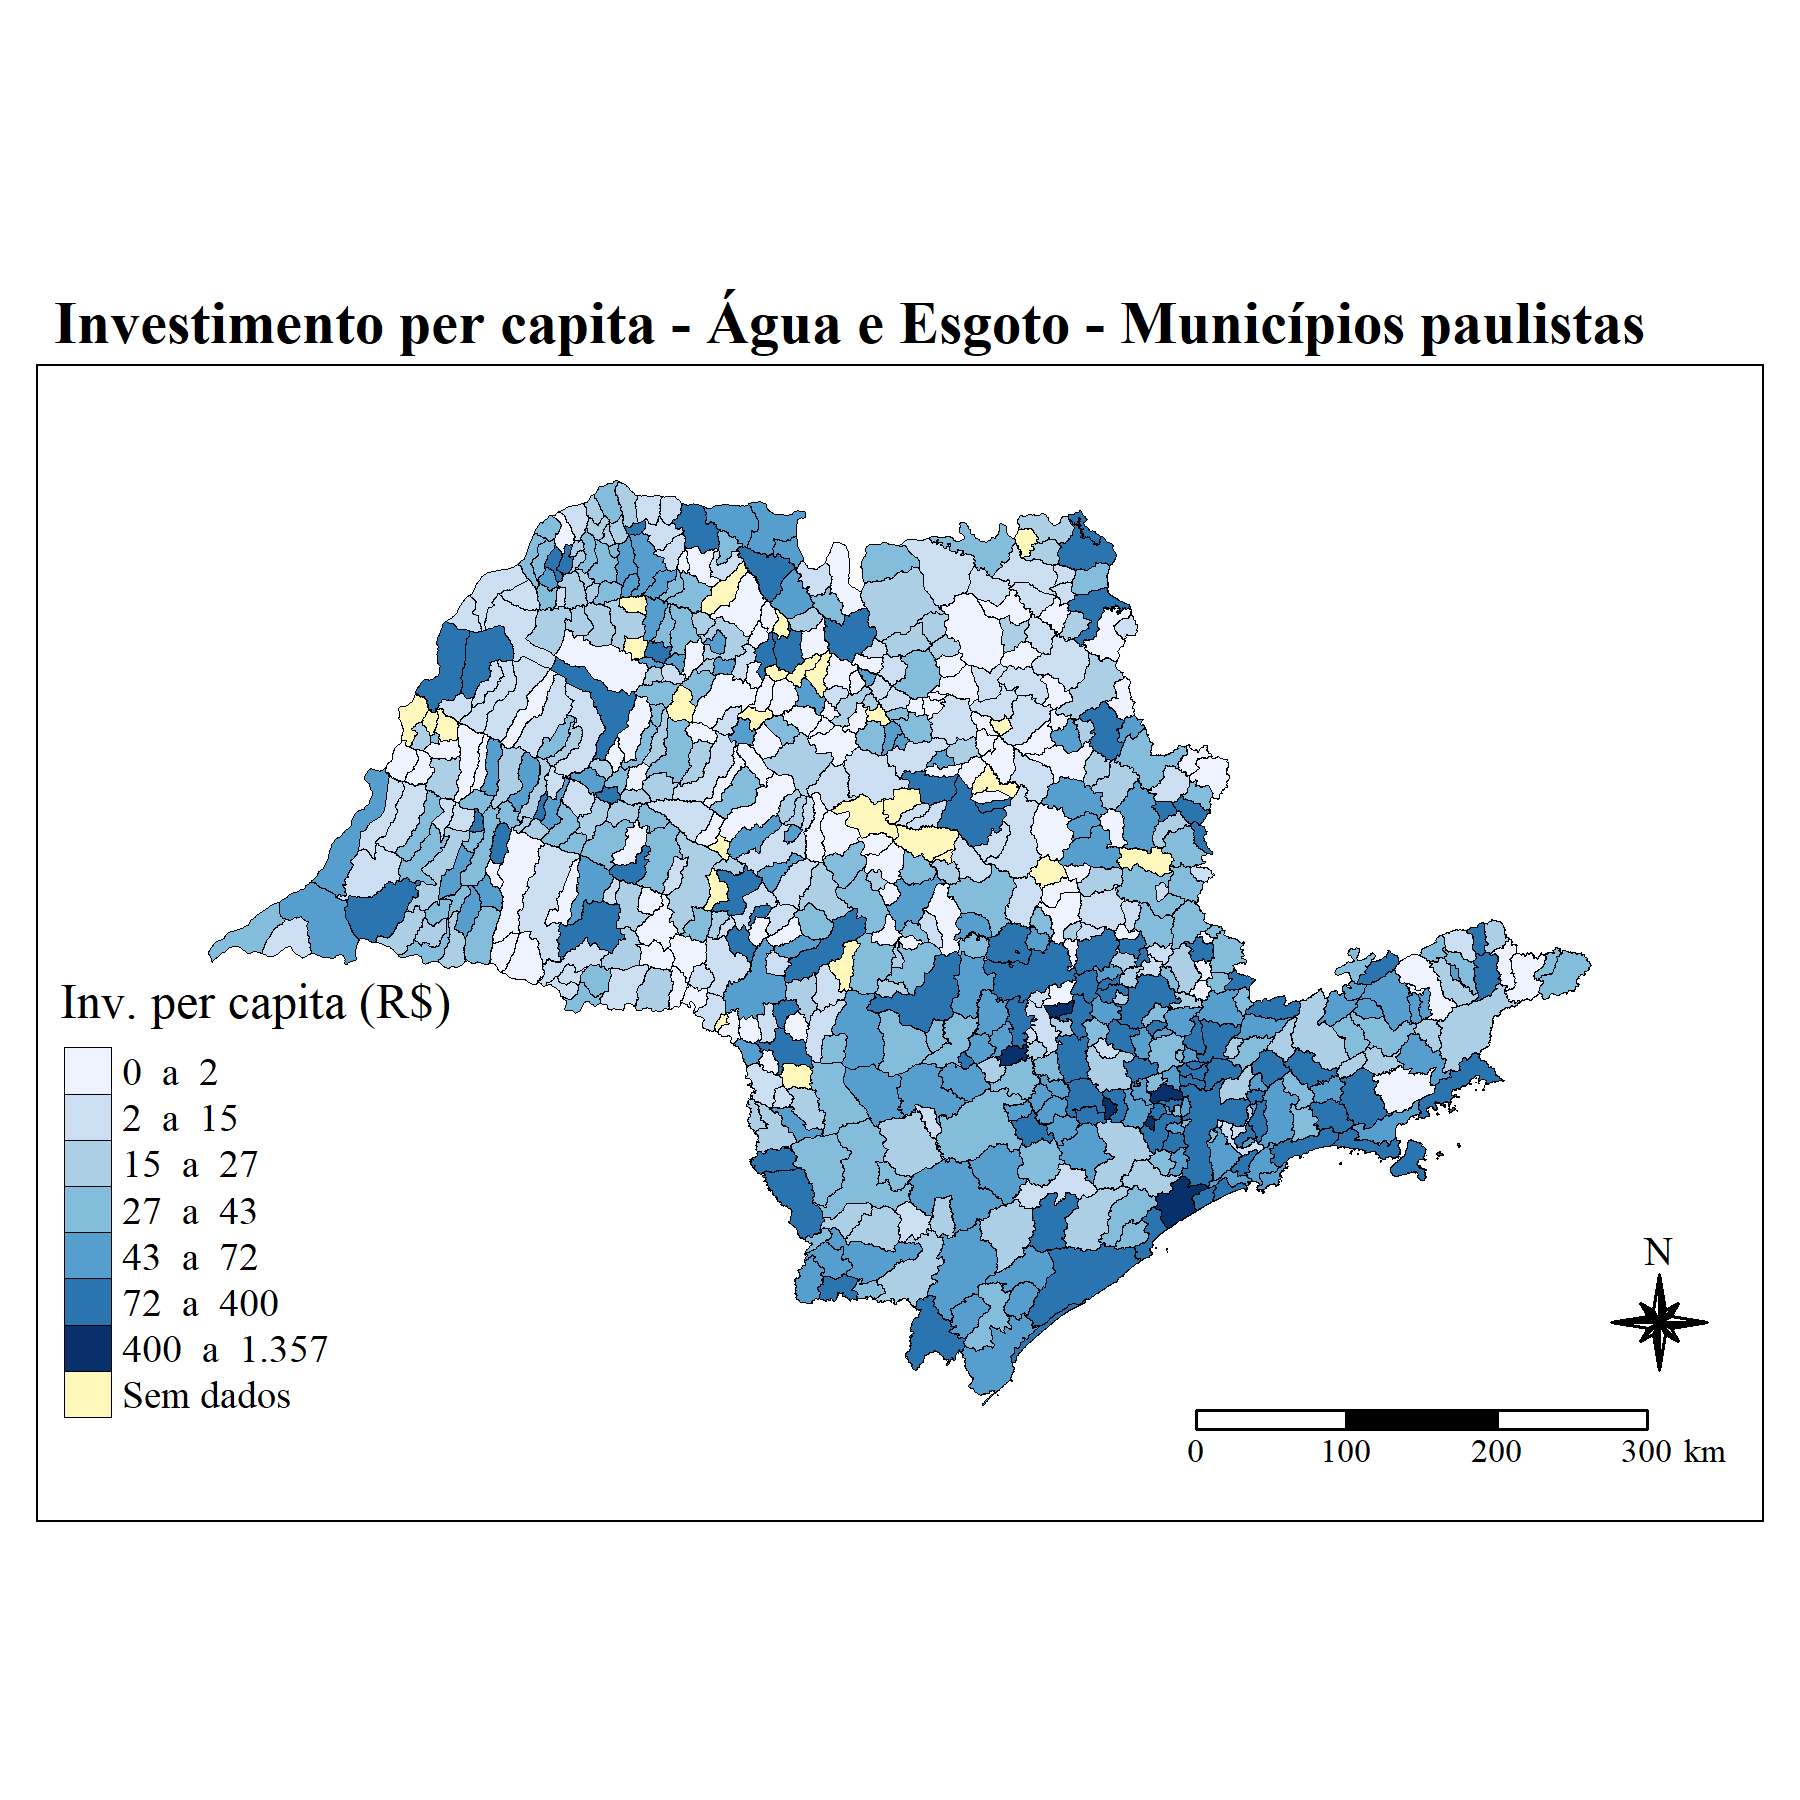 Investimento per capita - Água e Esgoto - Municípios paulistas
Inv. per capita (R$)
0 a 2
2 a 15
15 a 27
27 a 43
43 a 72
72 a 400
400 a 1.357
Sem dados
N
0 100 200 300 km